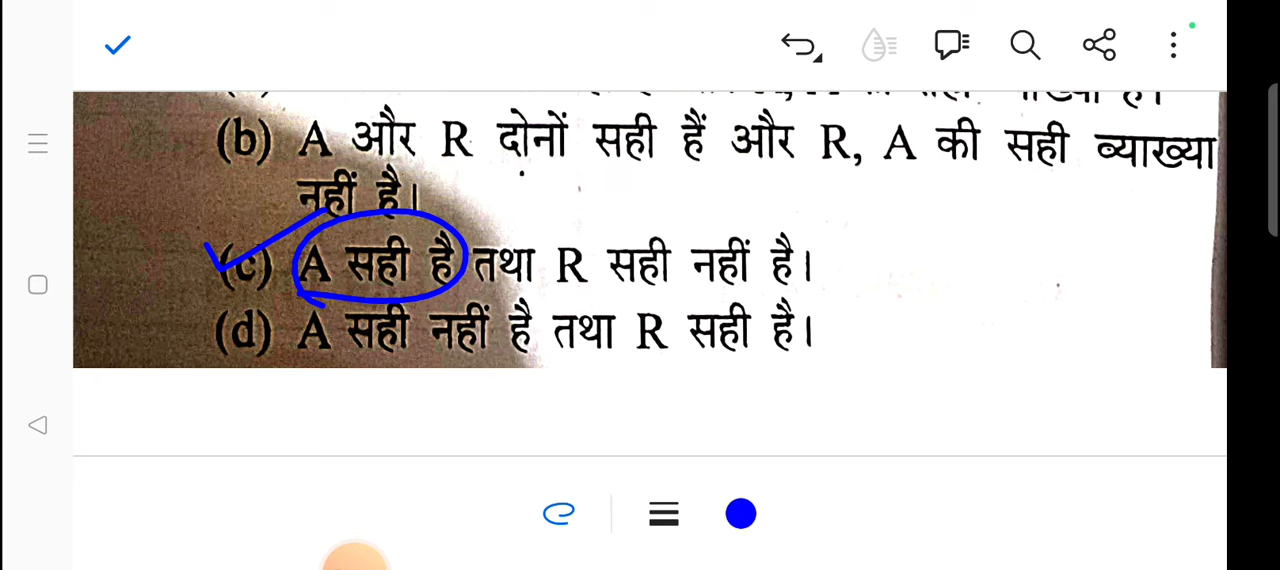 (b) A और R दोनों सही हैं और R, A की सही व्याख्या
नहीं है।
(c) A सही है तथा R सही नहीं है।
(d) A सही नहीं है तथा R सही है।